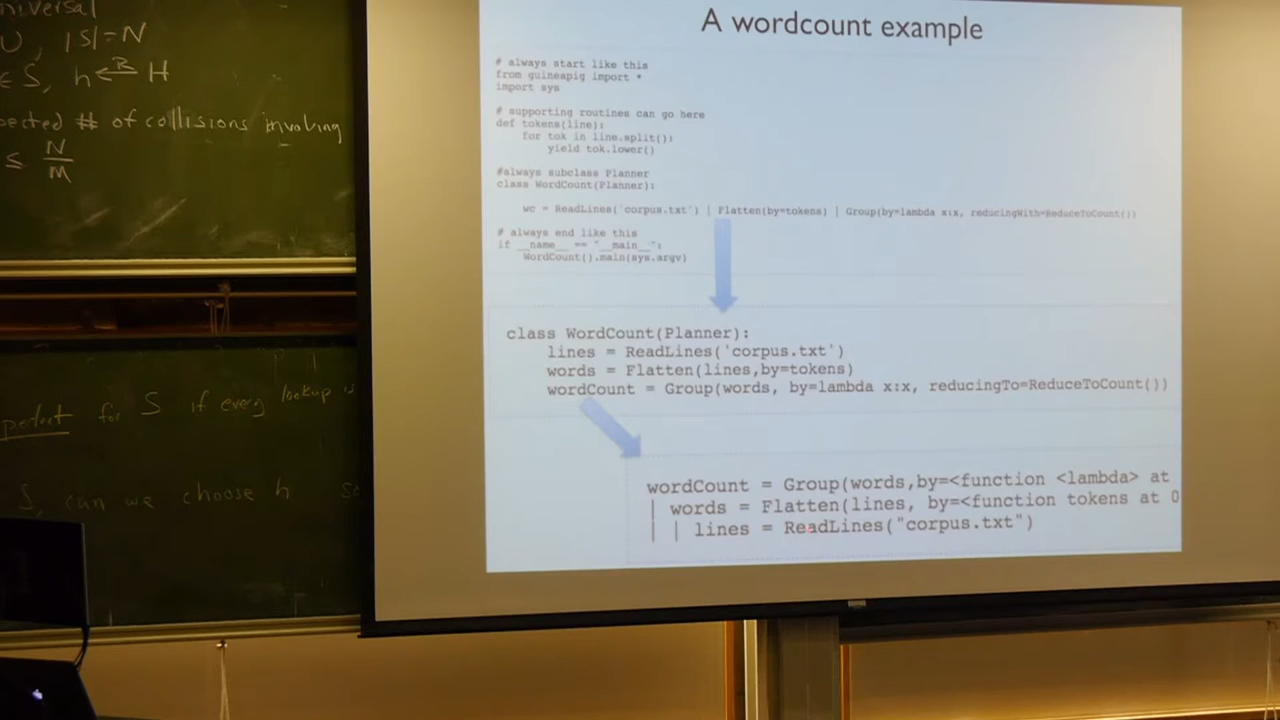 niversal
U, |S|=N
∈ S, h ←R H
pected # of collisions involving
≤ N/M
perfect for S if every lookup is
S, can we choose h
A wordcount example
# always start like this
from guineapig import *
import sys
# supporting routines can go here
def tokens(line):
for tok in line.split():
yield tok.lower()
#always subclass Planner
class WordCount(Planner):
wc = ReadLines('corpus.txt') | Flatten(by=tokens) | Group(by=lambda x:x, reducingWith=ReduceToCount())
# always end like this
if __name__ == "__main__":
WordCount().main(sys.argv)
class WordCount(Planner):
lines = ReadLines('corpus.txt')
words = Flatten(lines,by=tokens)
wordCount = Group(words, by=lambda x:x, reducingTo=ReduceToCount())
wordCount = Group(words,by=<function <lambda> at
| words = Flatten(lines, by=<function tokens at 0
| | lines = ReadLines("corpus.txt")